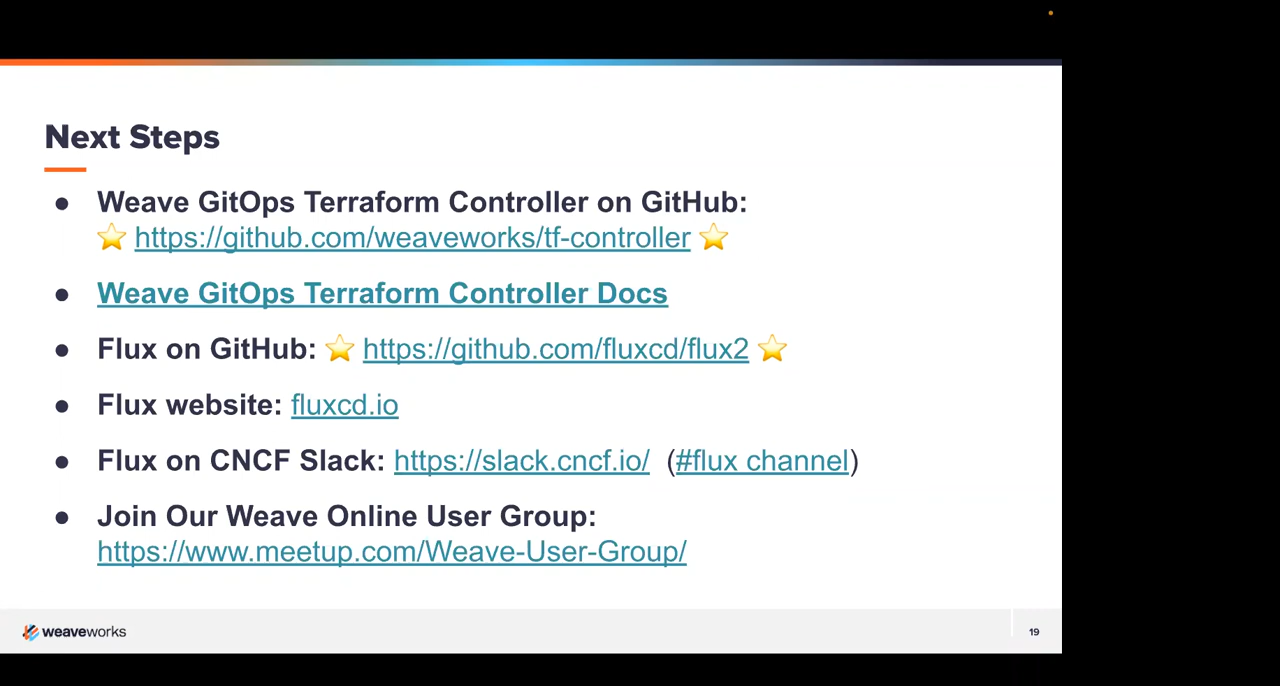 Next Steps
● Weave GitOps Terraform Controller on GitHub:
⭐ https://github.com/weaveworks/tf-controller ⭐
● Weave GitOps Terraform Controller Docs
● Flux on GitHub: ⭐ https://github.com/fluxcd/flux2 ⭐
● Flux website: fluxcd.io
● Flux on CNCF Slack: https://slack.cncf.io/ (#flux channel)
● Join Our Weave Online User Group:
https://www.meetup.com/Weave-User-Group/
weaveworks
19